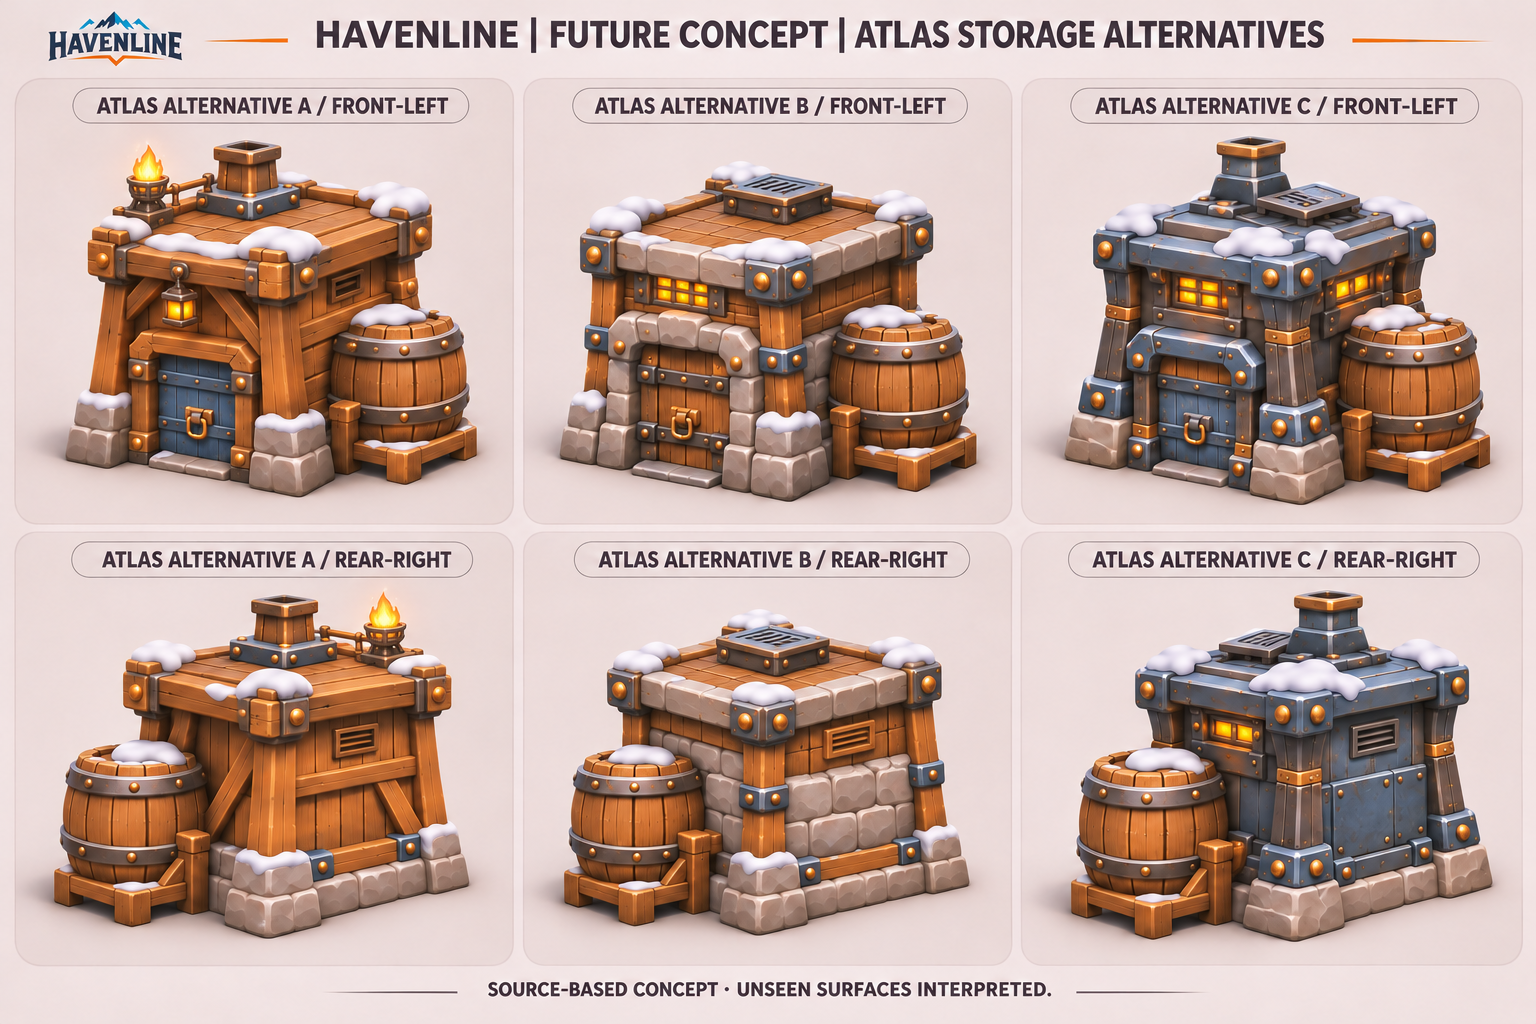 HAVENLINE
HAVENLINE | FUTURE CONCEPT | ATLAS STORAGE ALTERNATIVES
ATLAS ALTERNATIVE A / FRONT-LEFT
ATLAS ALTERNATIVE B / FRONT-LEFT
ATLAS ALTERNATIVE C / FRONT-LEFT
ATLAS ALTERNATIVE A / REAR-RIGHT
ATLAS ALTERNATIVE B / REAR-RIGHT
ATLAS ALTERNATIVE C / REAR-RIGHT
SOURCE-BASED CONCEPT · UNSEEN SURFACES INTERPRETED.